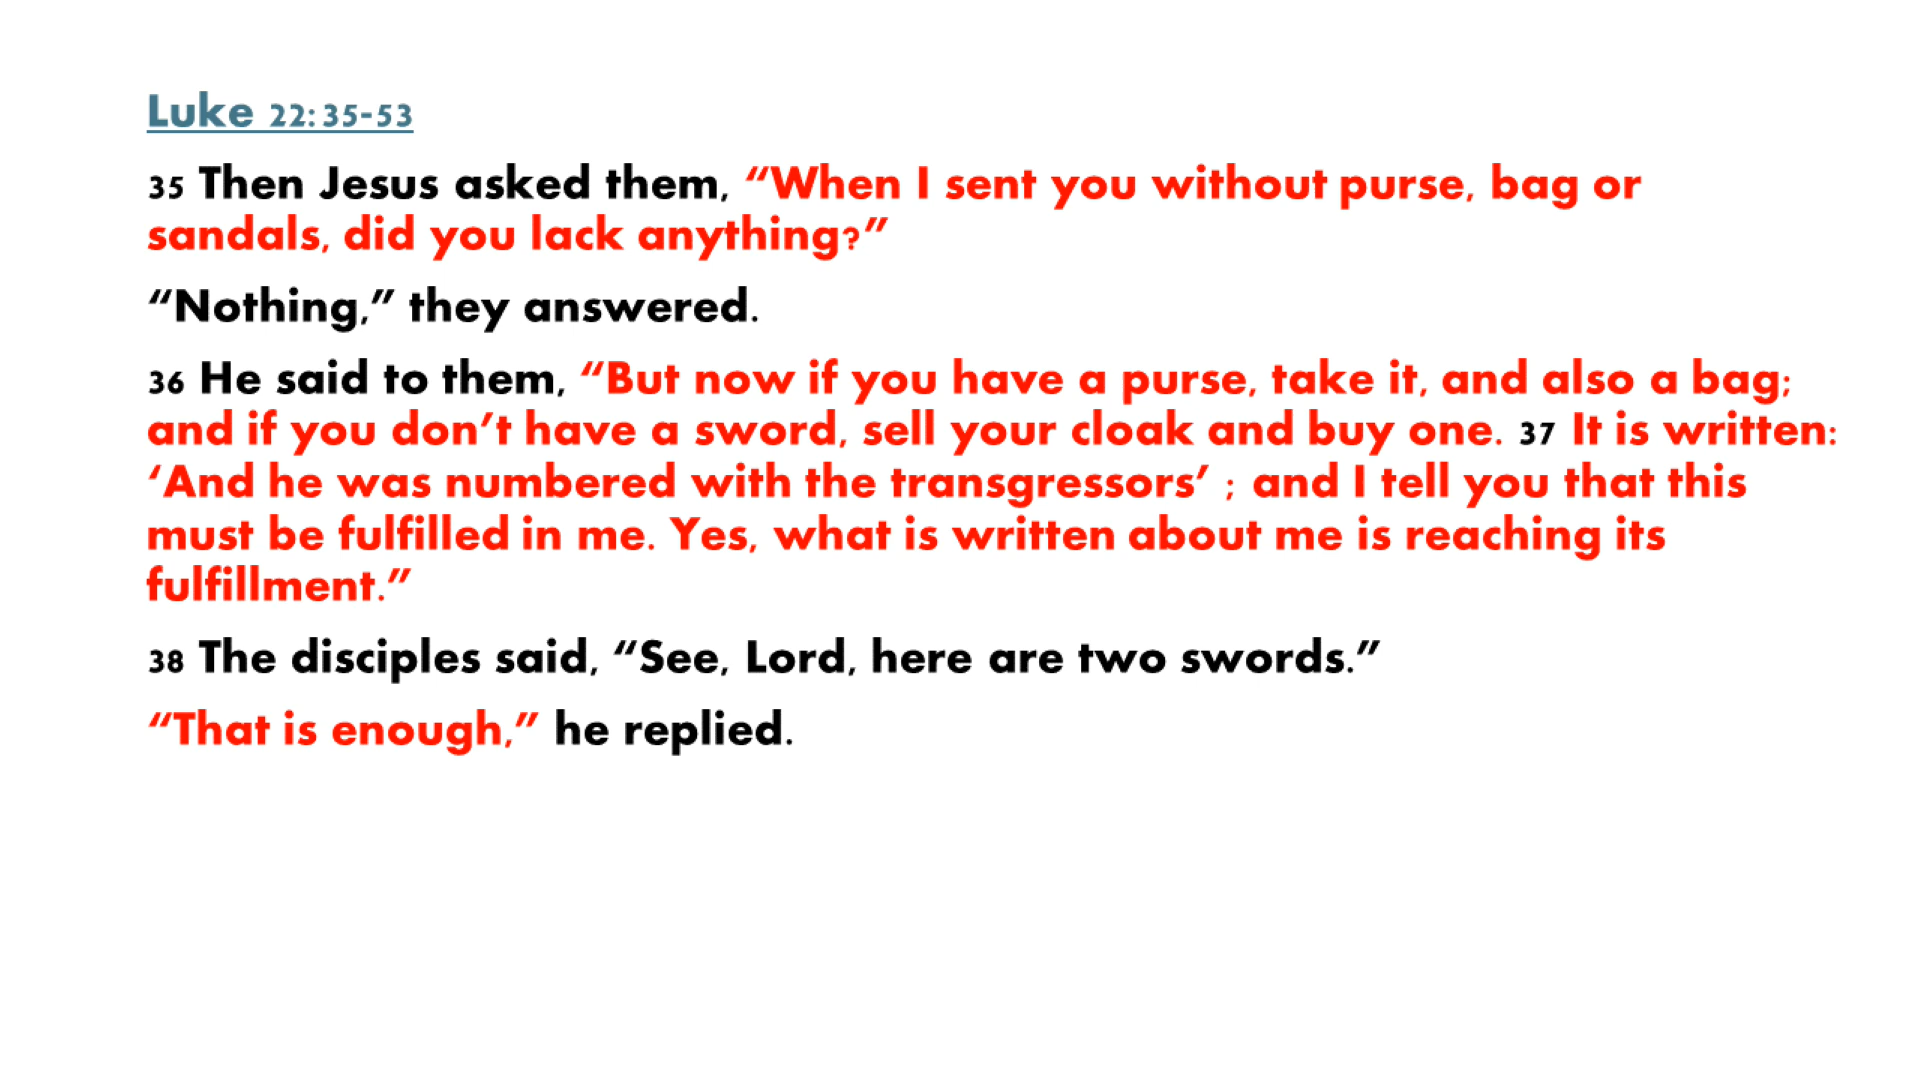 Luke 22:35-53
35 Then Jesus asked them, “When I sent you without purse, bag or
sandals, did you lack anything?”
“Nothing,” they answered.
36 He said to them, “But now if you have a purse, take it, and also a bag;
and if you don’t have a sword, sell your cloak and buy one. 37 It is written:
‘And he was numbered with the transgressors’ ; and I tell you that this
must be fulfilled in me. Yes, what is written about me is reaching its
fulfillment.”
38 The disciples said, “See, Lord, here are two swords.”
“That is enough,” he replied.